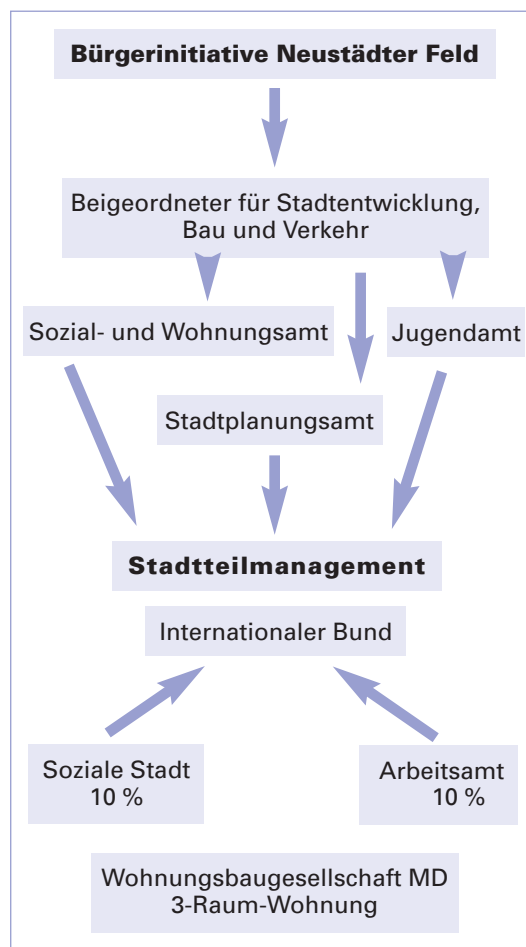 Bürgerinitiative Neustädter Feld
Beigeordneter für Stadtentwicklung,
Bau und Verkehr
Sozial- und Wohnungsamt
Jugendamt
Stadtplanungsamt
Stadtteilmanagement
Internationaler Bund
Soziale Stadt
10 %
Arbeitsamt
10 %
Wohnungsbaugesellschaft MD
3-Raum-Wohnung